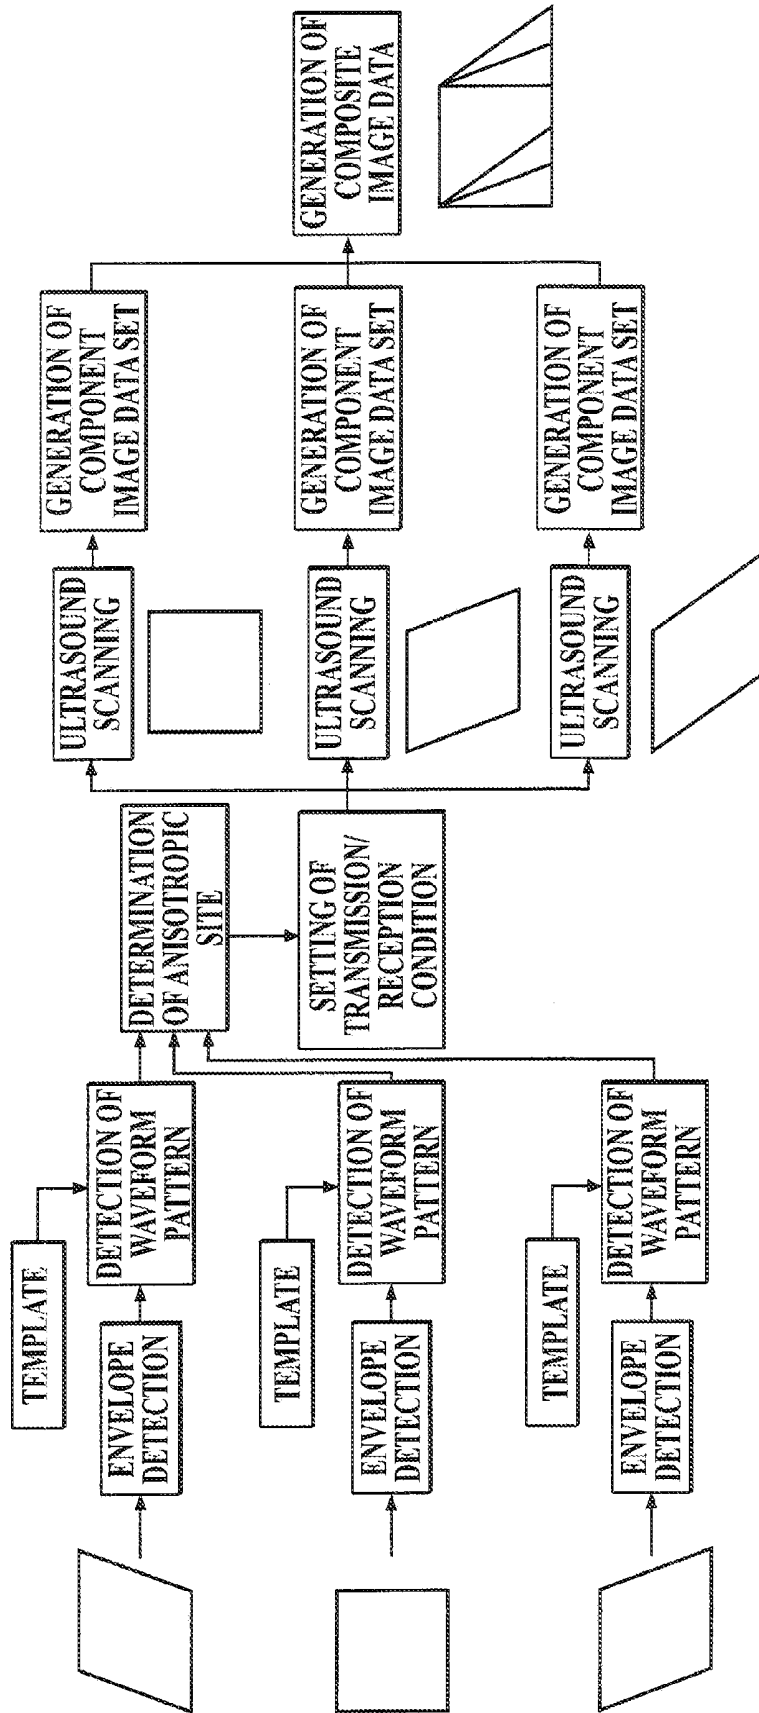 TEMPLATE
ENVELOPE
DETECTION
DETECTION OF
WAVEFORM
PATTERN
TEMPLATE
ENVELOPE
DETECTION
DETECTION OF
WAVEFORM
PATTERN
TEMPLATE
ENVELOPE
DETECTION
DETECTION OF
WAVEFORM
PATTERN
DETERMINATION
OF ANISOTROPIC
SITE
SETTING OF
TRANSMISSION/
RECEPTION
CONDITION
ULTRASOUND
SCANNING
GENERATION OF
COMPONENT
IMAGE DATA SET
ULTRASOUND
SCANNING
GENERATION OF
COMPONENT
IMAGE DATA SET
ULTRASOUND
SCANNING
GENERATION OF
COMPONENT
IMAGE DATA SET
GENERATION OF
COMPOSITE
IMAGE DATA